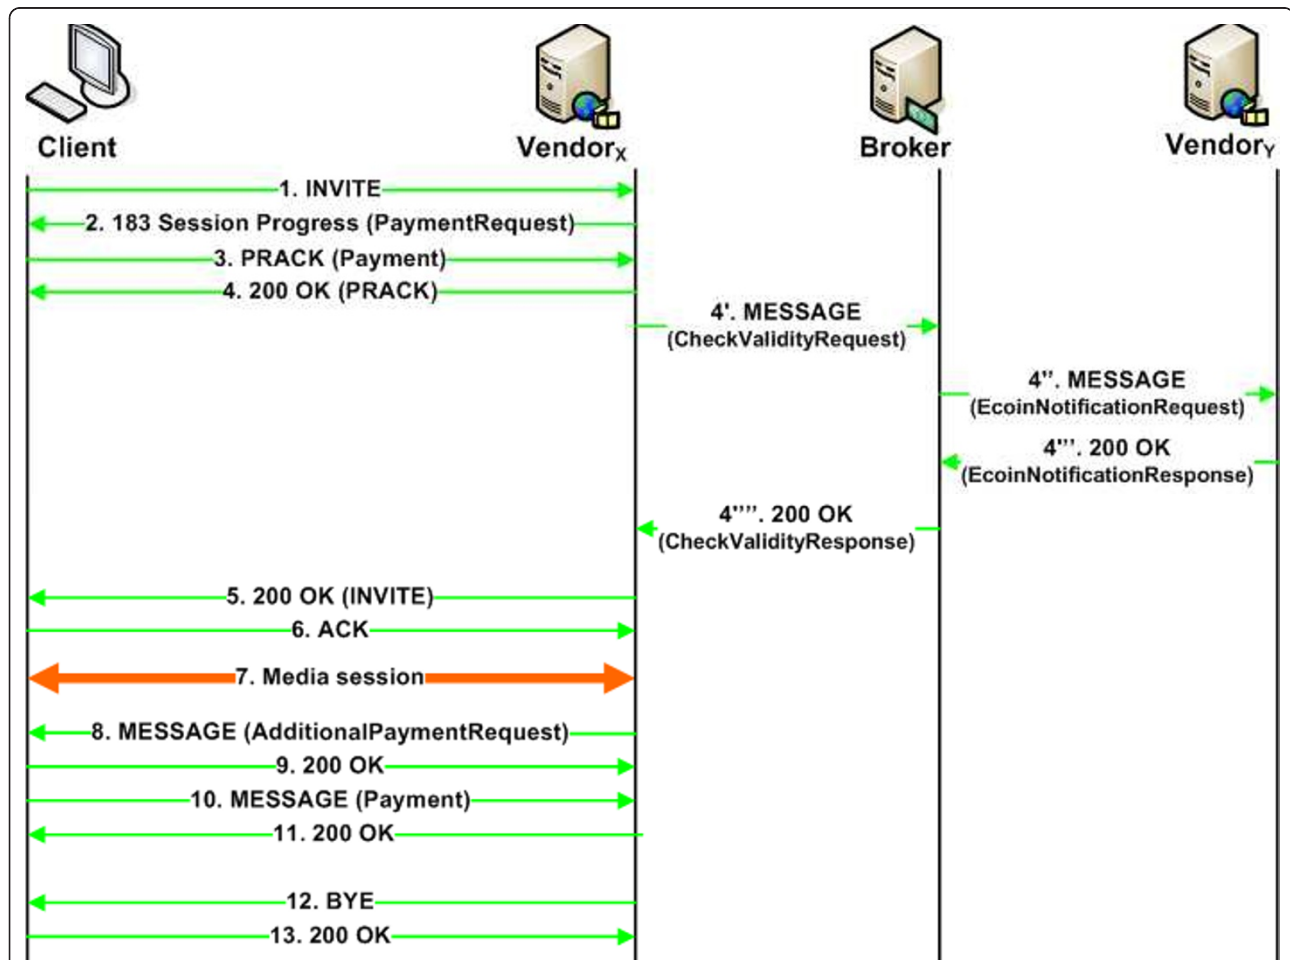 Client
Vendorₓ
Broker
VendorY
1. INVITE
2. 183 Session Progress (PaymentRequest)
3. PRACK (Payment)
4. 200 OK (PRACK)
4'. MESSAGE
(CheckValidityRequest)
4''. MESSAGE
(EcoinNotificationRequest)
4'''. 200 OK
(EcoinNotificationResponse)
4''''. 200 OK
(CheckValidityResponse)
5. 200 OK (INVITE)
6. ACK
7. Media session
8. MESSAGE (AdditionalPaymentRequest)
9. 200 OK
10. MESSAGE (Payment)
11. 200 OK
12. BYE
13. 200 OK